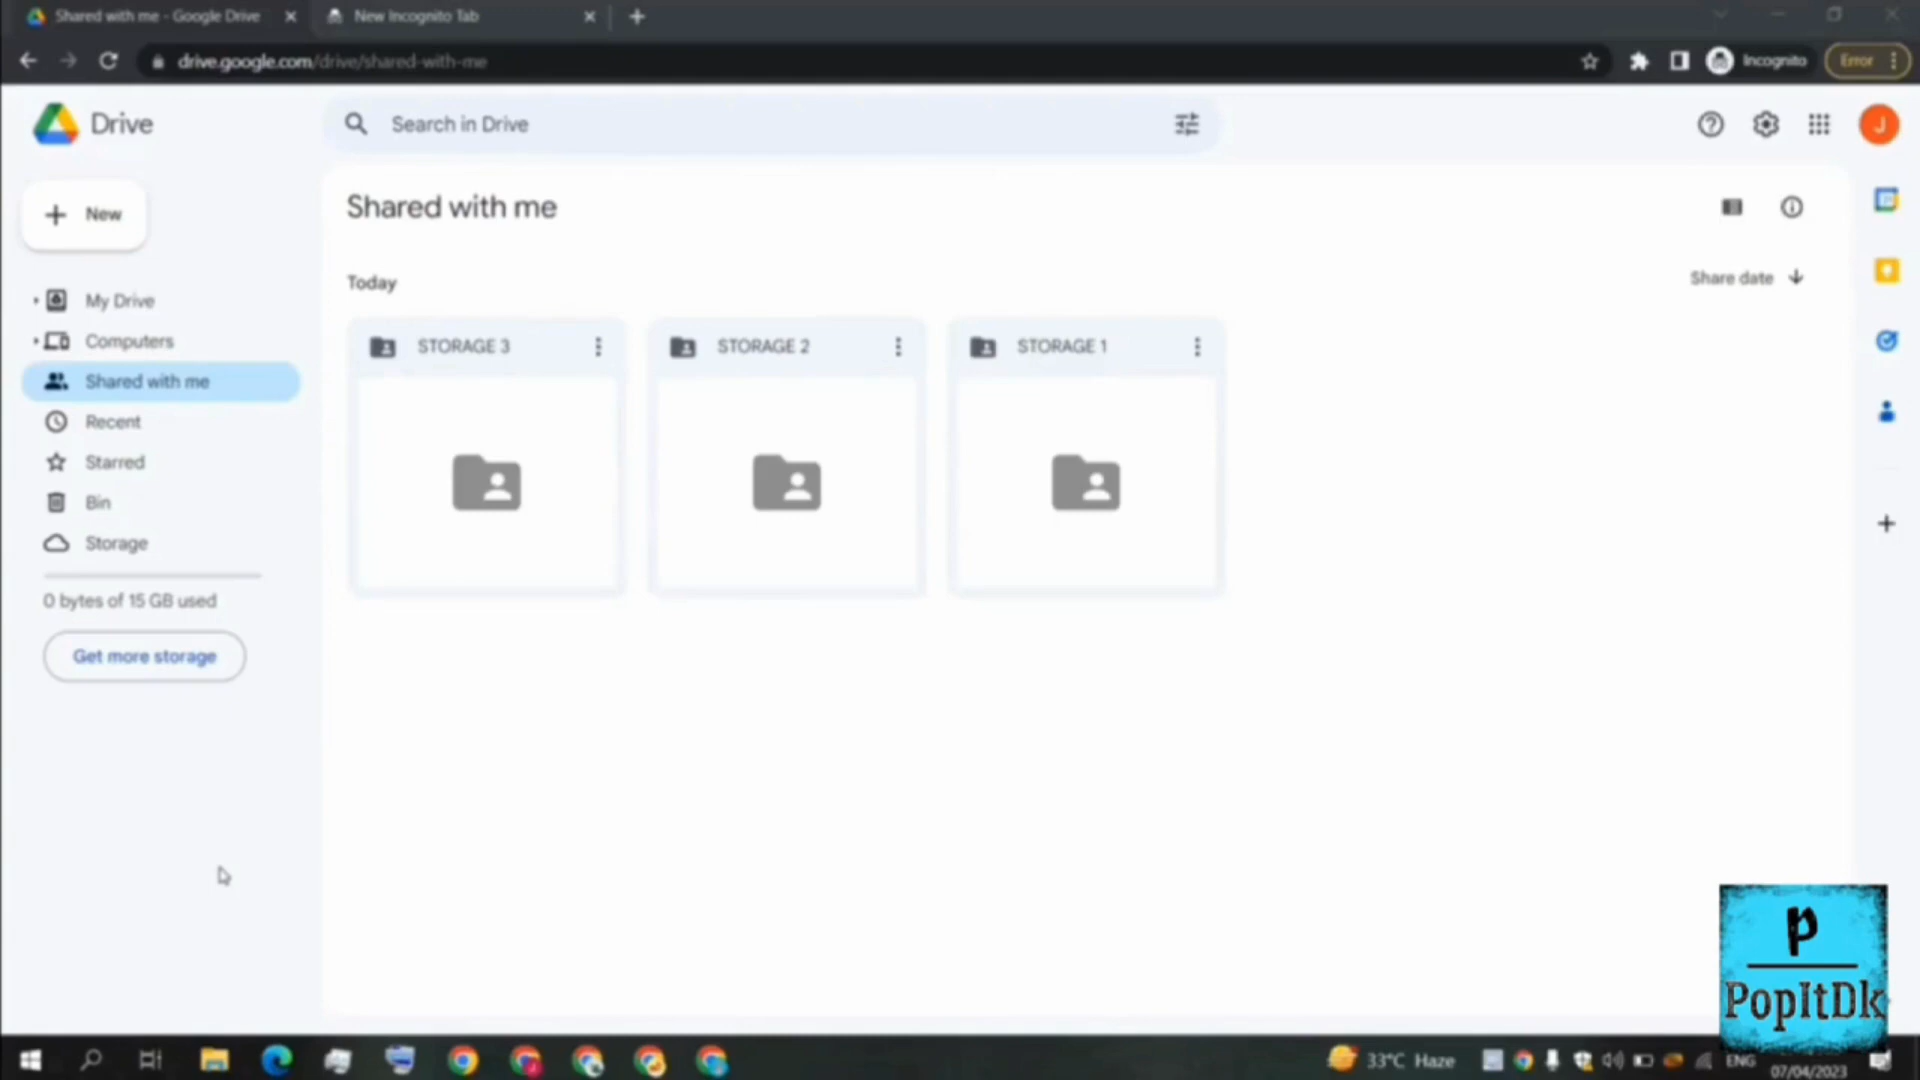 Shared with me - Google Drive
New Incognito Tab
drive.google.com/drive/shared-with-me
Incognito
Error
Drive
Search in Drive
J
New
Shared with me
Today
Share date
My Drive
Computers
Shared with me
Recent
Starred
Bin
Storage
0 bytes of 15 GB used
Get more storage
STORAGE 3
STORAGE 2
STORAGE 1
p
PopItDk
33°C Haze
ENG
07/04/2023